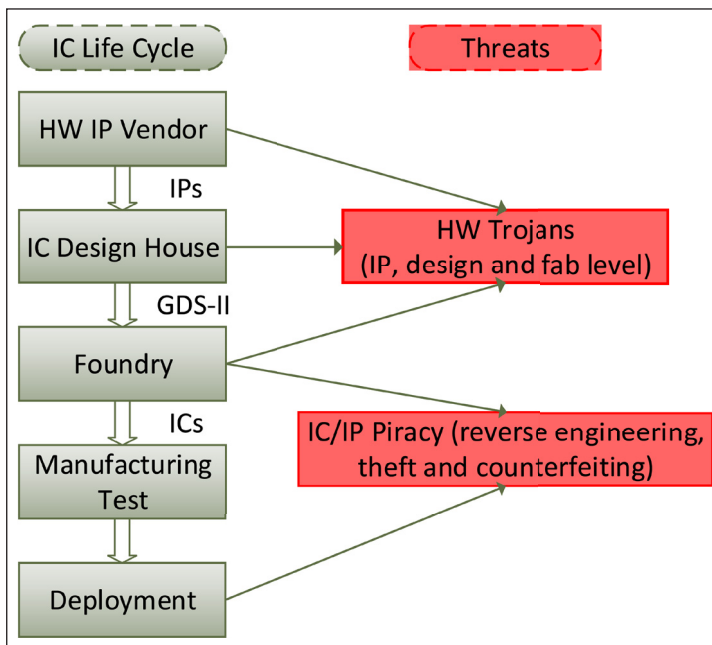 IC Life Cycle
Threats
HW IP Vendor
IPs
IC Design House
HW Trojans
(IP, design and fab level)
GDS-II
Foundry
ICs
IC/IP Piracy (reverse engineering,
theft and counterfeiting)
Manufacturing
Test
Deployment